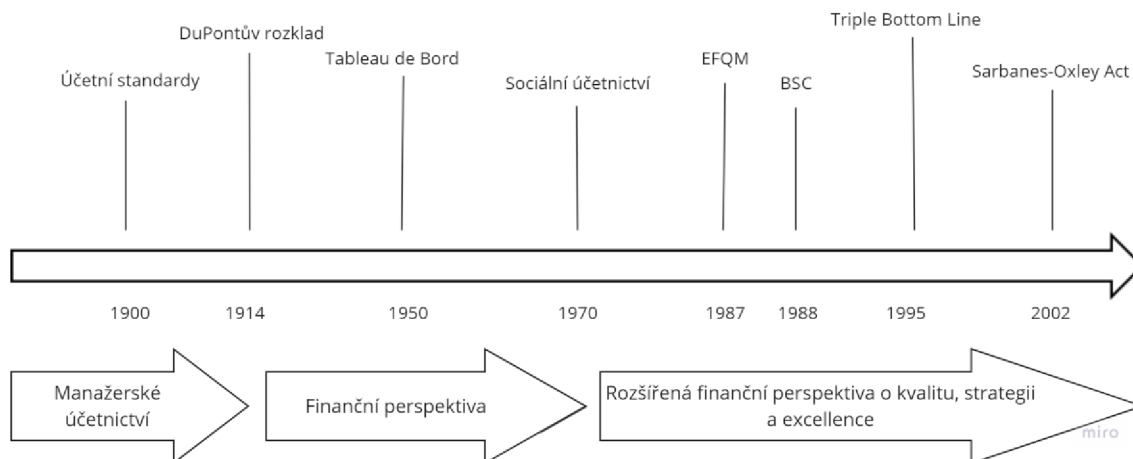 Triple Bottom Line
DuPontův rozklad
Tableau de Bord
EFQM
Sarbanes-Oxley Act
Účetní standardy
Sociální účetnictví
BSC
1900
1914
1950
1970
1987
1988
1995
2002
Manažerské
účetnictví
Finanční perspektiva
Rozšířená finanční perspektiva o kvalitu, strategii
a excellence
miro